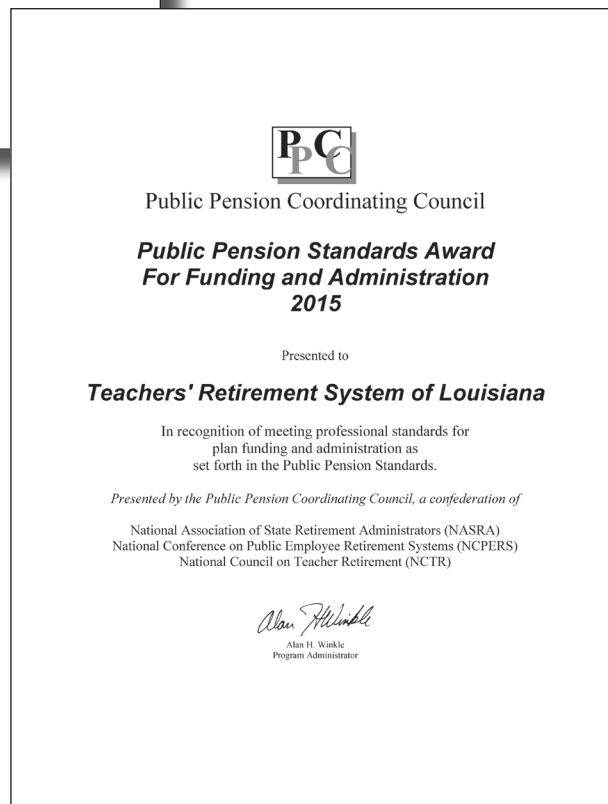 PPCC
Public Pension Coordinating Council
Public Pension Standards Award
For Funding and Administration
2015
Presented to
Teachers' Retirement System of Louisiana
In recognition of meeting professional standards for
plan funding and administration as
set forth in the Public Pension Standards.
Presented by the Public Pension Coordinating Council, a confederation of
National Association of State Retirement Administrators (NASRA)
National Conference on Public Employee Retirement Systems (NCPERS)
National Council on Teacher Retirement (NCTR)
Alan H Winkle
Alan H. Winkle
Program Administrator